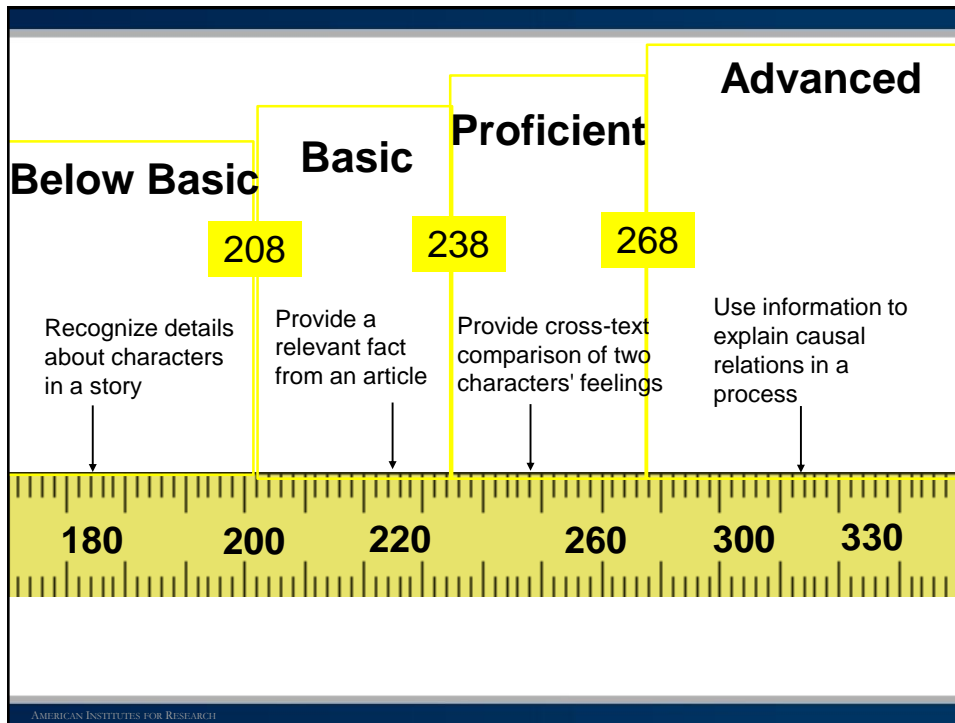 Advanced
Proficient
Basic
Below Basic
208
238
268
Recognize details
about characters
in a story
Provide a
relevant fact
from an article
Provide cross-text
comparison of two
characters' feelings
Use information to
explain causal
relations in a
process
180 200 220 260 300 330
AMERICAN INSTITUTES FOR RESEARCH